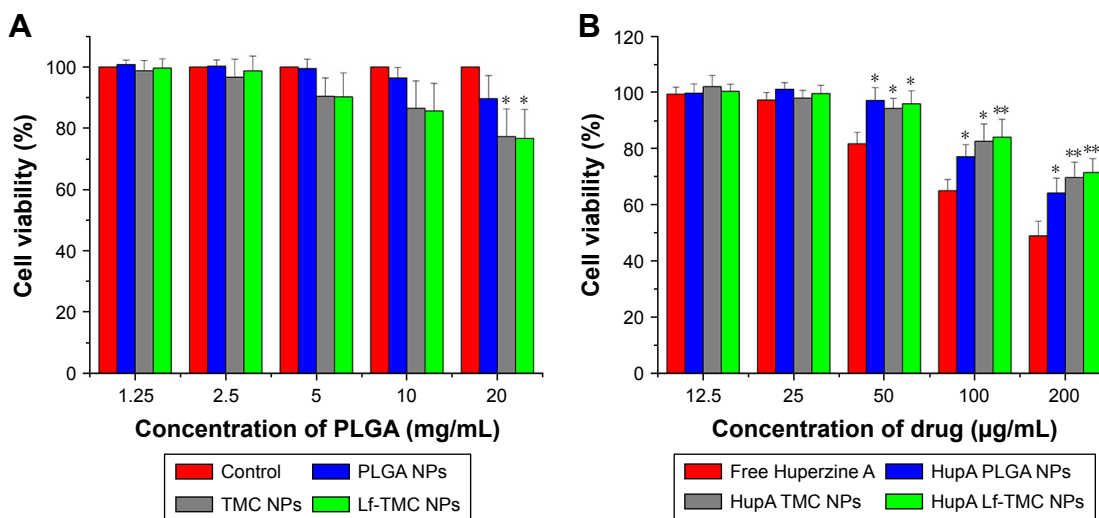 A
Cell viability (%)
100
80
60
40
20
0
* *
1.25 2.5 5 10 20
Concentration of PLGA (mg/mL)
Control PLGA NPs
TMC NPs Lf-TMC NPs
B
Cell viability (%)
120
100
80
60
40
20
0
* * *
* * **
* ** **
12.5 25 50 100 200
Concentration of drug (µg/mL)
Free Huperzine A HupA PLGA NPs
HupA TMC NPs HupA Lf-TMC NPs